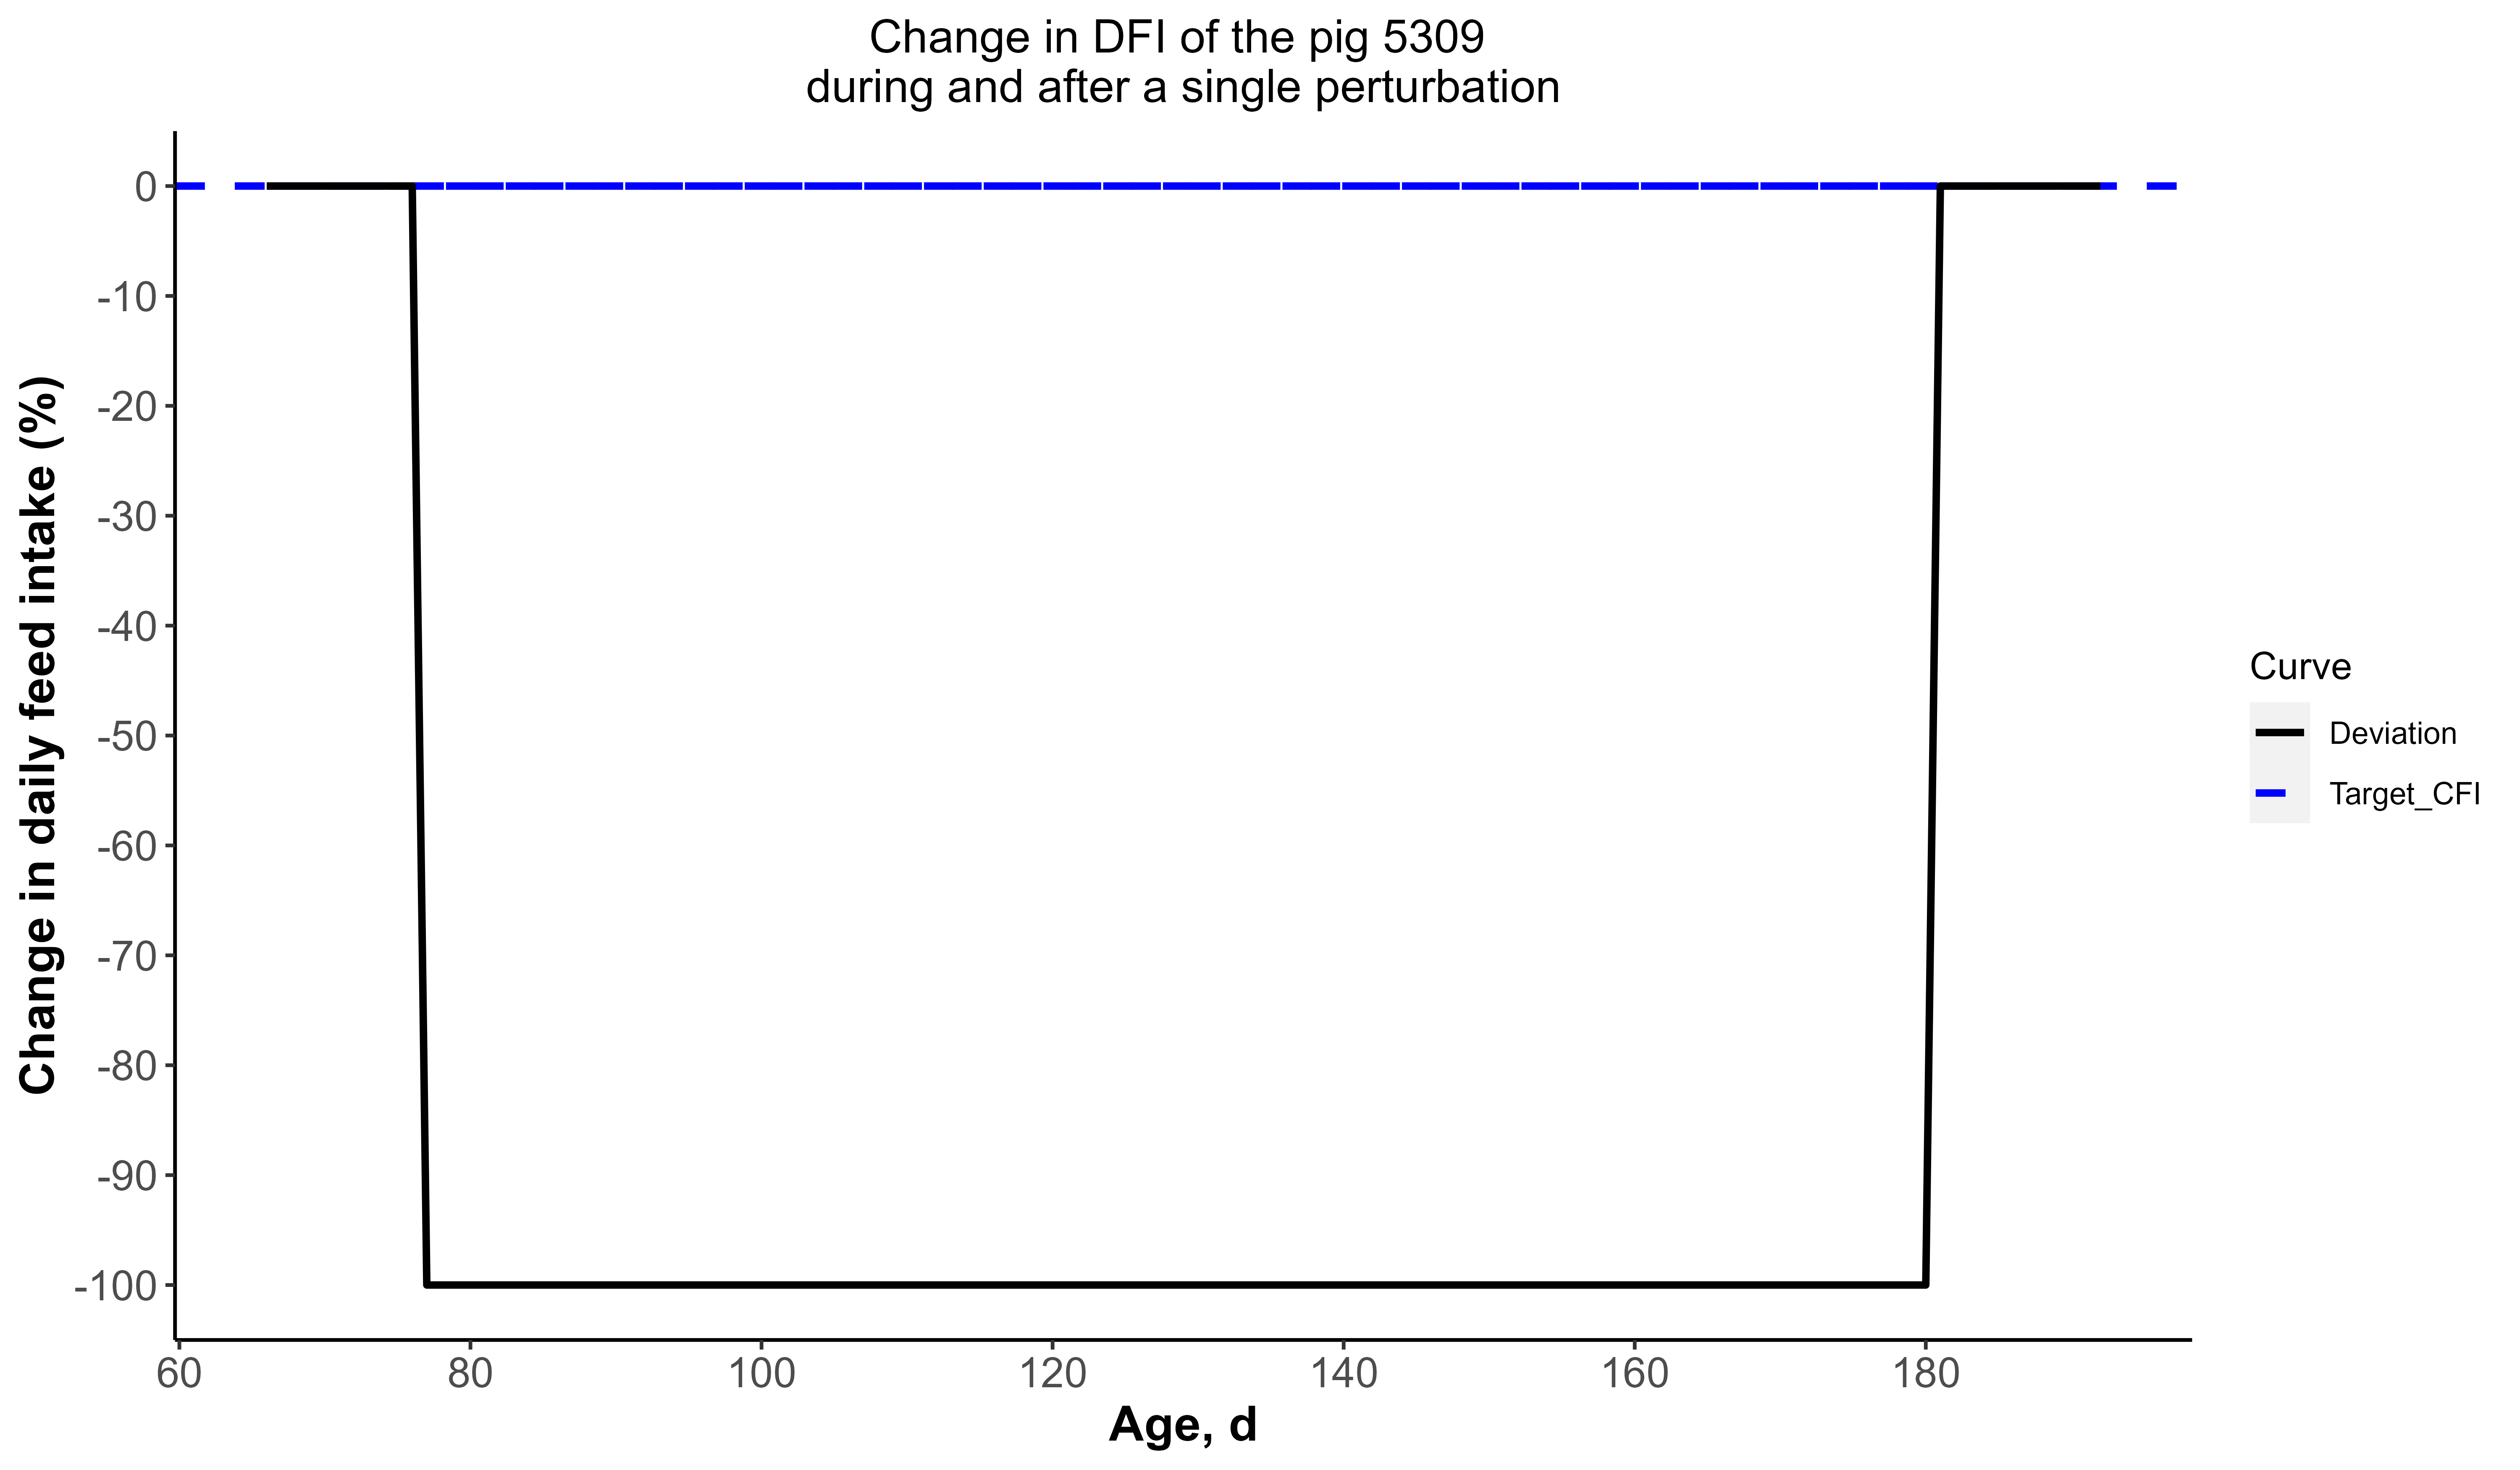 Change in DFI of the pig 5309
during and after a single perturbation
Change in daily feed intake (%)
0
-10
-20
-30
-40
-50
-60
-70
-80
-90
-100
60 80 100 120 140 160 180
Age, d
Curve
Deviation
Target_CFI